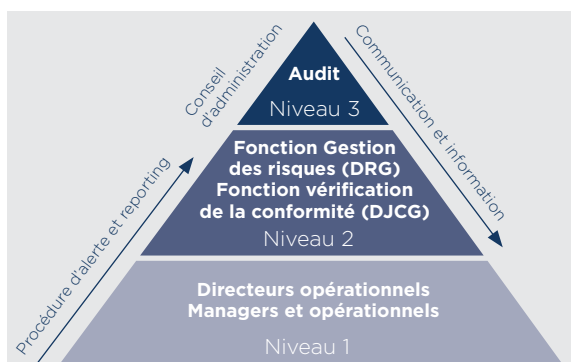 Audit
Niveau 3
Fonction Gestion
des risques (DRG)
Fonction vérification
de la conformité (DJCG)
Niveau 2
Directeurs opérationnels
Managers et opérationnels
Niveau 1
Procédure d'alerte et reporting
Conseil
d'administration
Communication et information